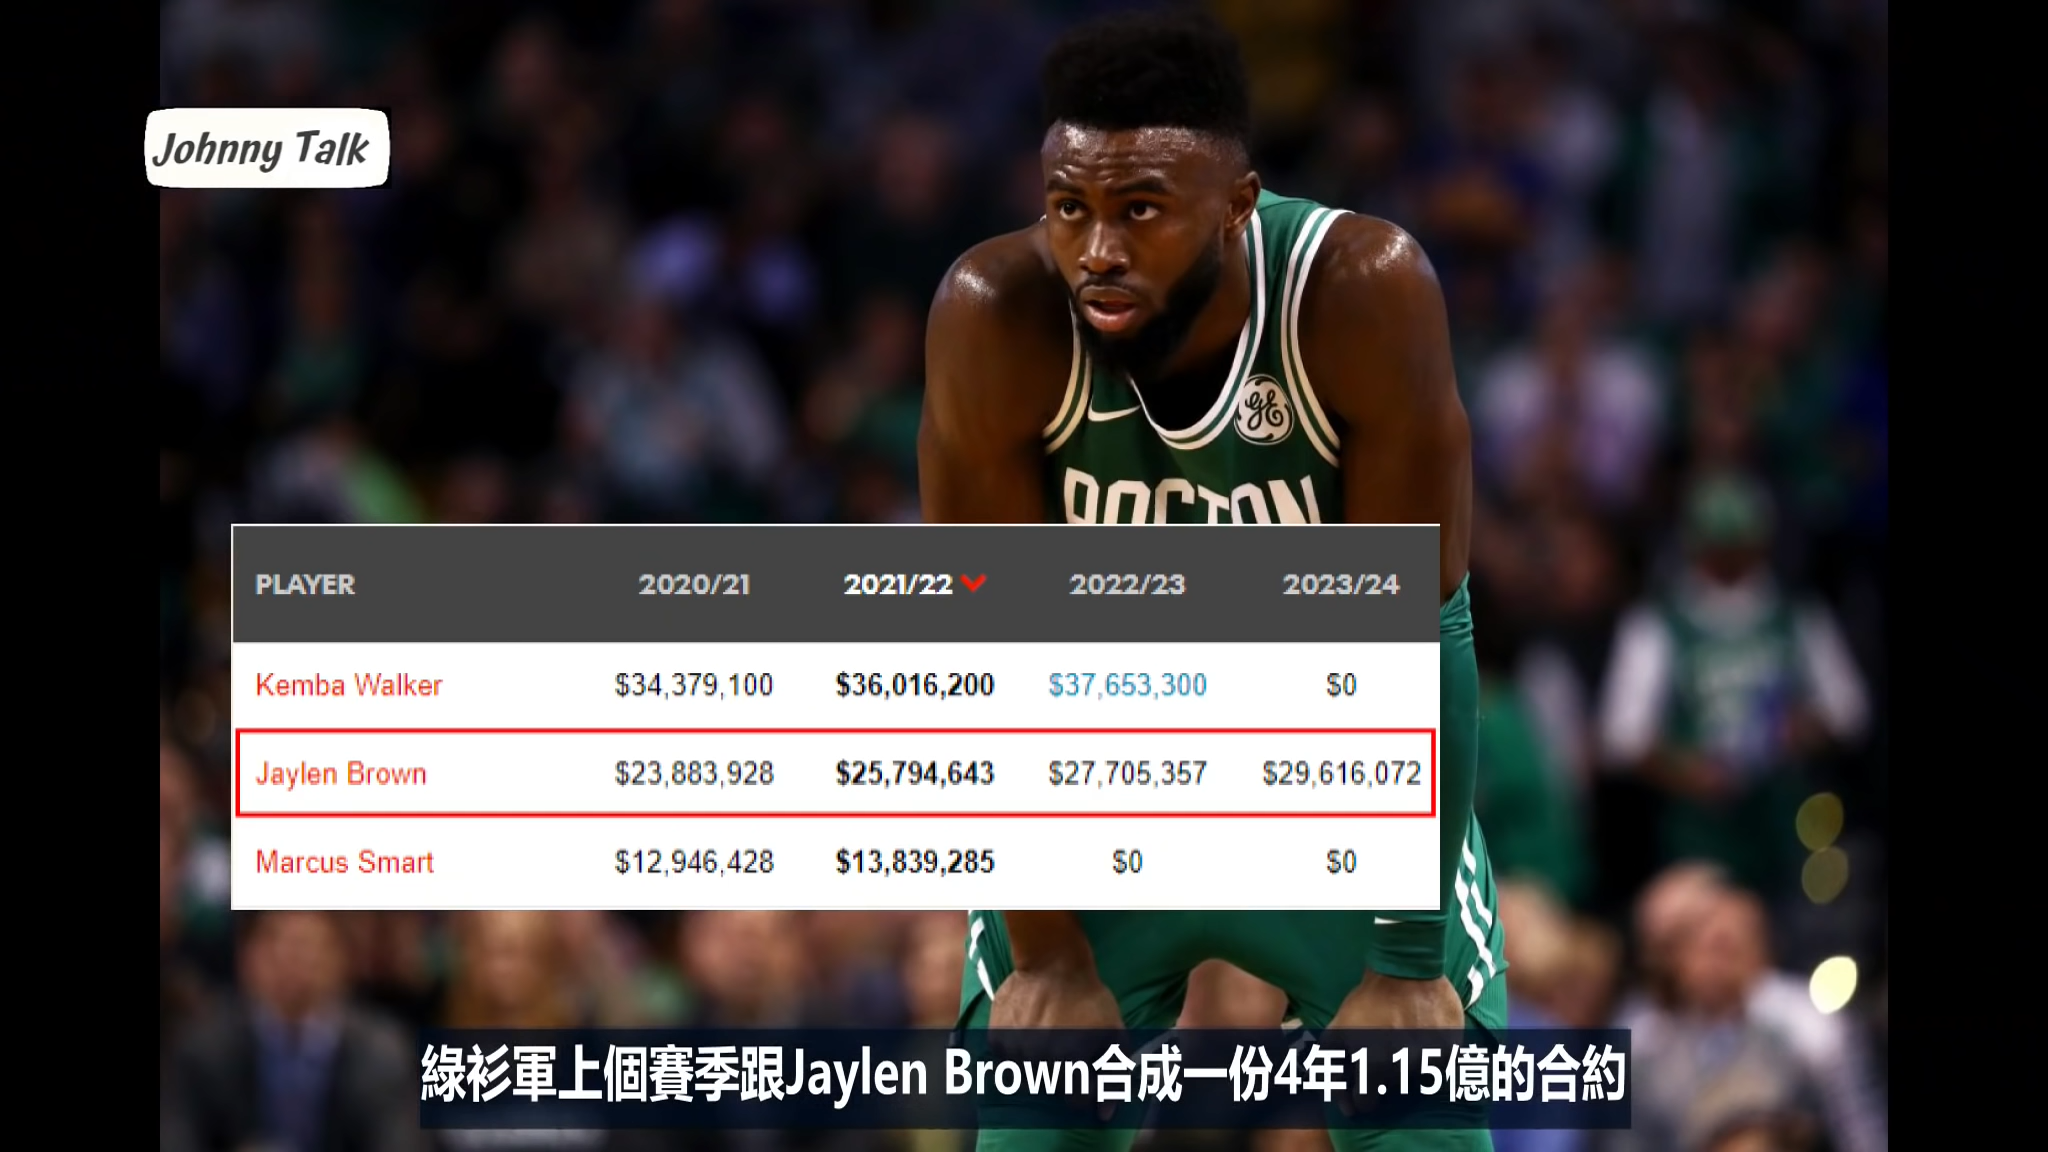 Johnny Talk
GE
BOSTON
PLAYER 2020/21 2021/22 2022/23 2023/24
Kemba Walker $34,379,100 $36,016,200 $37,653,300 $0
Jaylen Brown $23,883,928 $25,794,643 $27,705,357 $29,616,072
Marcus Smart $12,946,428 $13,839,285 $0 $0
綠衫軍上個賽季跟Jaylen Brown合成一份4年1.15億的合約